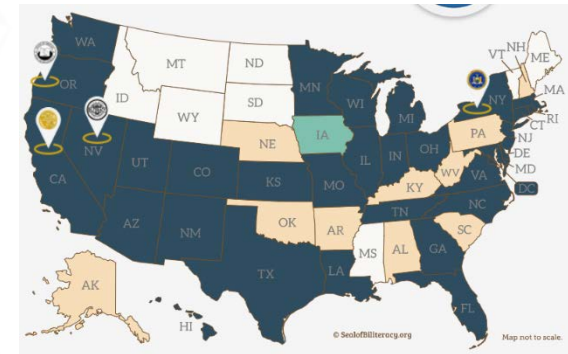 WA
MT
ND
MN
VT
NH
ME
OR
ID
SD
WI
MI
NY
MA
RI
CT
WY
NE
IA
PA
NJ
DE
MD
DC
NV
UT
CO
KS
MO
IL
IN
OH
WV
VA
KY
CA
NC
TN
AZ
NM
OK
AR
SC
MS
AL
GA
TX
LA
FL
AK
HI
© SealofBiliteracy.org
Map not to scale.